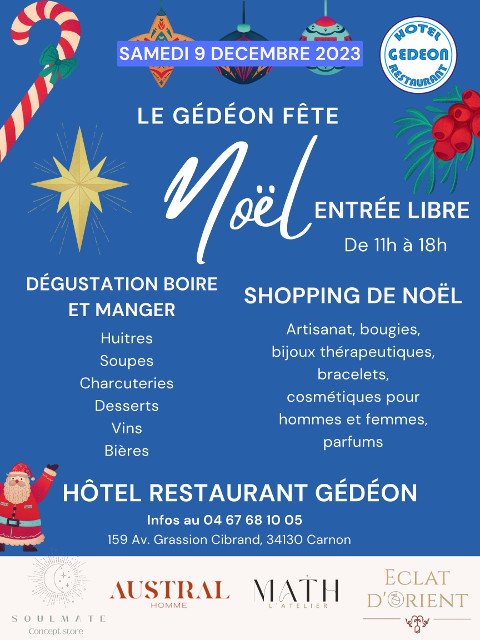 SAMEDI 9 DECEMBRE 2023
HOTEL
GEDEON
RESTAURANT
LE GÉDÉON FÊTE
Noël
ENTRÉE LIBRE
De 11h à 18h
DÉGUSTATION BOIRE
ET MANGER
Huitres
Soupes
Charcuteries
Desserts
Vins
Bières
SHOPPING DE NOËL
Artisanat, bougies,
bijoux thérapeutiques,
bracelets,
cosmétiques pour
hommes et femmes,
parfums
HÔTEL RESTAURANT GÉDÉON
Infos au 04 67 68 10 05
159 Av. Grassion Cibrand, 34130 Carnon
SOULMATE
Concept store
AUSTRAL
HOMME
MATH
L'ATELIER
ECLAT
D'ORIENT